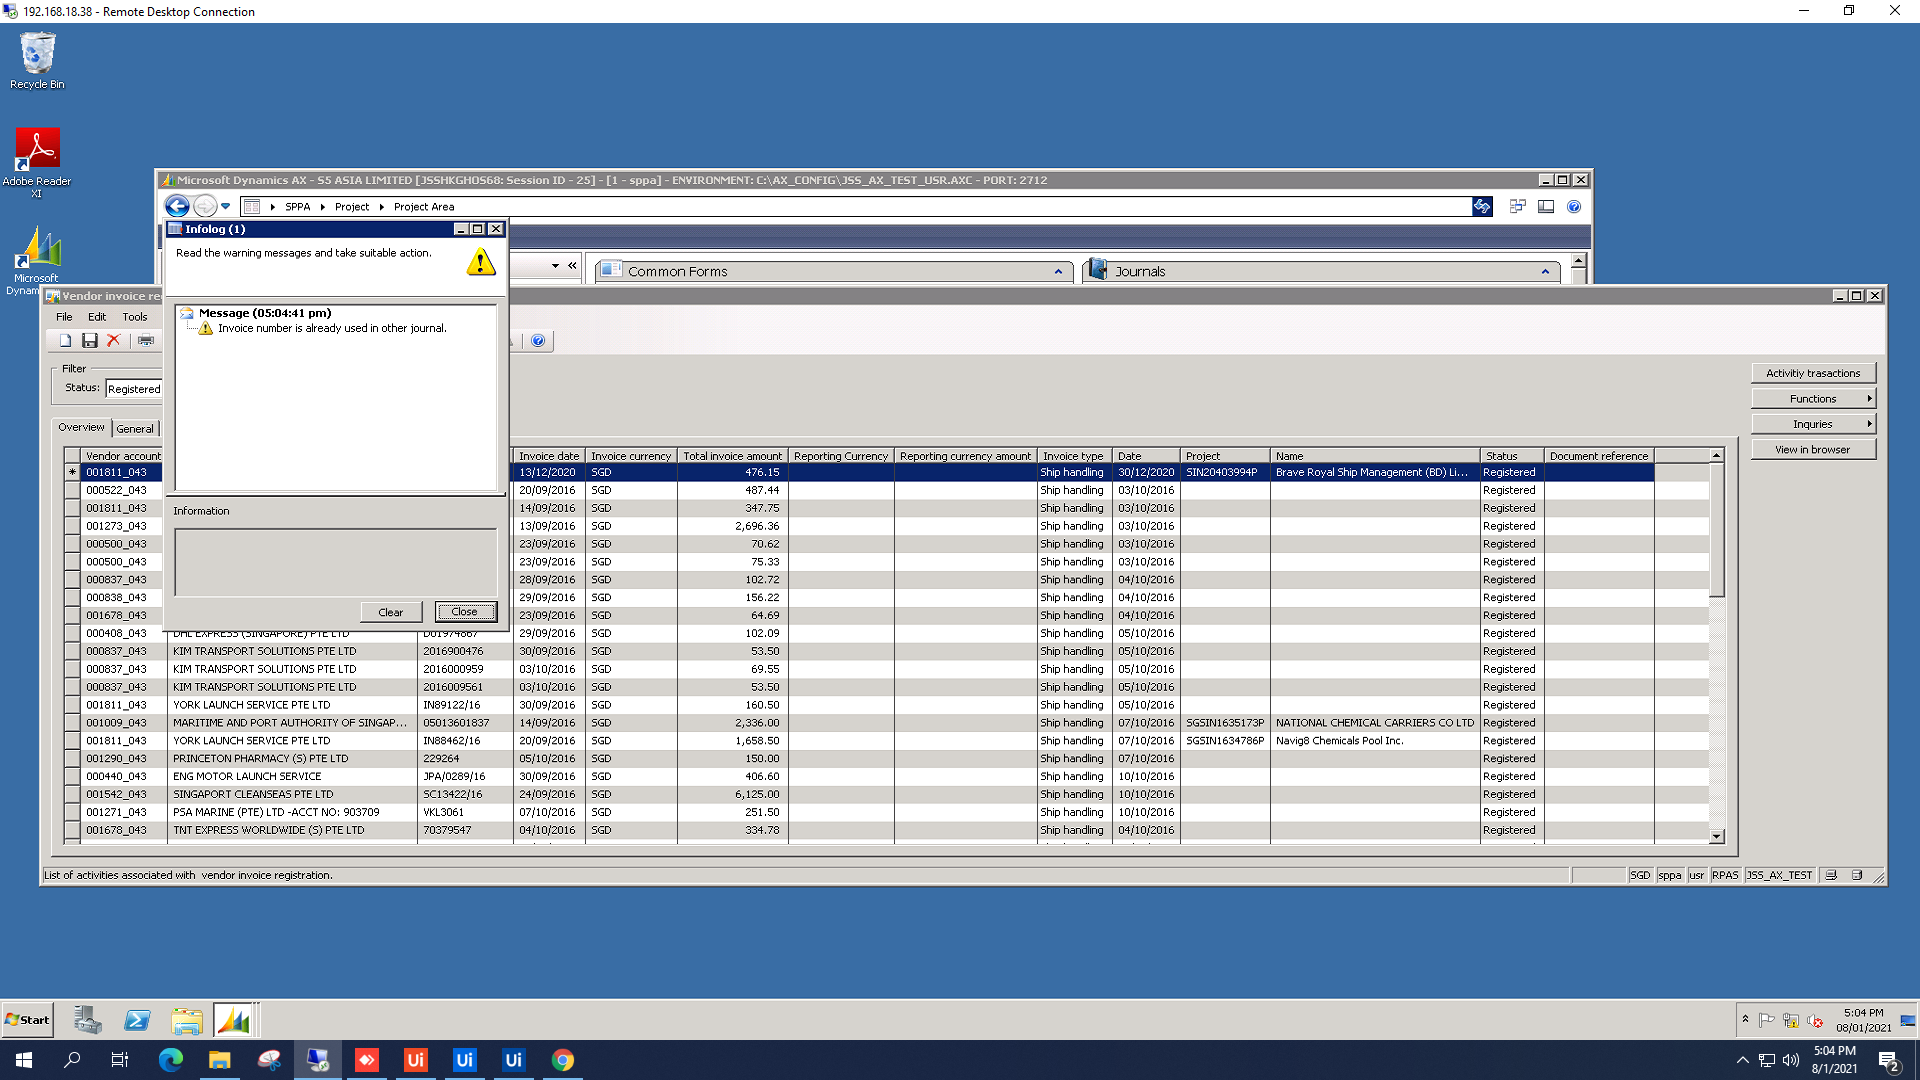 192.168.18.38 - Remote Desktop Connection
Recycle Bin
Adobe Reader
XI
Microsoft
Dynam
Microsoft Dynamics AX - S5 ASIA LIMITED [JSSHKGHOS68: Session ID - 25] - [1 - sppa] - ENVIRONMENT: C:\AX_CONFIG\JSS_AX_TEST_USR.AXC - PORT: 2712
SPPA Project Project Area
Common Forms Journals
Infolog (1)
Read the warning messages and take suitable action.
Message (05:04:41 pm)
Invoice number is already used in other journal.
Information
Clear Close
Vendor invoice re
File Edit Tools
Filter
Status: Registered
Activitiy trasactions
Functions
Inquries
View in browser
Overview General
Vendor account Invoice date Invoice currency Total invoice amount Reporting Currency Reporting currency amount Invoice type Date Project Name Status Document reference
001811_043 13/12/2020 SGD 476.15 Ship handling 30/12/2020 SIN20403994P Brave Royal Ship Management (BD) Li... Registered
000522_043 20/09/2016 SGD 487.44 Ship handling 03/10/2016 Registered
001811_043 14/09/2016 SGD 347.75 Ship handling 03/10/2016 Registered
001273_043 13/09/2016 SGD 2,696.36 Ship handling 03/10/2016 Registered
000500_043 23/09/2016 SGD 70.62 Ship handling 03/10/2016 Registered
000500_043 23/09/2016 SGD 75.33 Ship handling 03/10/2016 Registered
000837_043 28/09/2016 SGD 102.72 Ship handling 04/10/2016 Registered
000838_043 29/09/2016 SGD 156.22 Ship handling 04/10/2016 Registered
001678_043 23/09/2016 SGD 64.69 Ship handling 04/10/2016 Registered
000408_043 DHL EXPRESS (SINGAPORE) PTE LTD D01974867 29/09/2016 SGD 102.09 Ship handling 05/10/2016 Registered
000837_043 KIM TRANSPORT SOLUTIONS PTE LTD 2016900476 30/09/2016 SGD 53.50 Ship handling 05/10/2016 Registered
000837_043 KIM TRANSPORT SOLUTIONS PTE LTD 2016000959 03/10/2016 SGD 69.55 Ship handling 05/10/2016 Registered
000837_043 KIM TRANSPORT SOLUTIONS PTE LTD 2016009561 03/10/2016 SGD 53.50 Ship handling 05/10/2016 Registered
001811_043 YORK LAUNCH SERVICE PTE LTD IN89122/16 30/09/2016 SGD 160.50 Ship handling 05/10/2016 Registered
001009_043 MARITIME AND PORT AUTHORITY OF SINGAP... 05013601837 14/09/2016 SGD 2,336.00 Ship handling 07/10/2016 SGSIN1635173P NATIONAL CHEMICAL CARRIERS CO LTD Registered
001811_043 YORK LAUNCH SERVICE PTE LTD IN88462/16 20/09/2016 SGD 1,658.50 Ship handling 07/10/2016 SGSIN1634786P Navig8 Chemicals Pool Inc. Registered
001290_043 PRINCETON PHARMACY (S) PTE LTD 229264 05/10/2016 SGD 150.00 Ship handling 07/10/2016 Registered
000440_043 ENG MOTOR LAUNCH SERVICE JPA/0289/16 30/09/2016 SGD 406.60 Ship handling 10/10/2016 Registered
001542_043 SINGAPORT CLEANSEAS PTE LTD SC13422/16 24/09/2016 SGD 6,125.00 Ship handling 10/10/2016 Registered
001271_043 PSA MARINE (PTE) LTD -ACCT NO: 903709 VKL3061 07/10/2016 SGD 251.50 Ship handling 10/10/2016 Registered
001678_043 TNT EXPRESS WORLDWIDE (S) PTE LTD 70379547 04/10/2016 SGD 334.78 Ship handling 04/10/2016 Registered
List of activities associated with vendor invoice registration. SGD sppa usr RPAS JSS_AX_TEST
Start
5:04 PM
08/01/2021
Ui Ui Ui
5:04 PM
8/1/2021
2